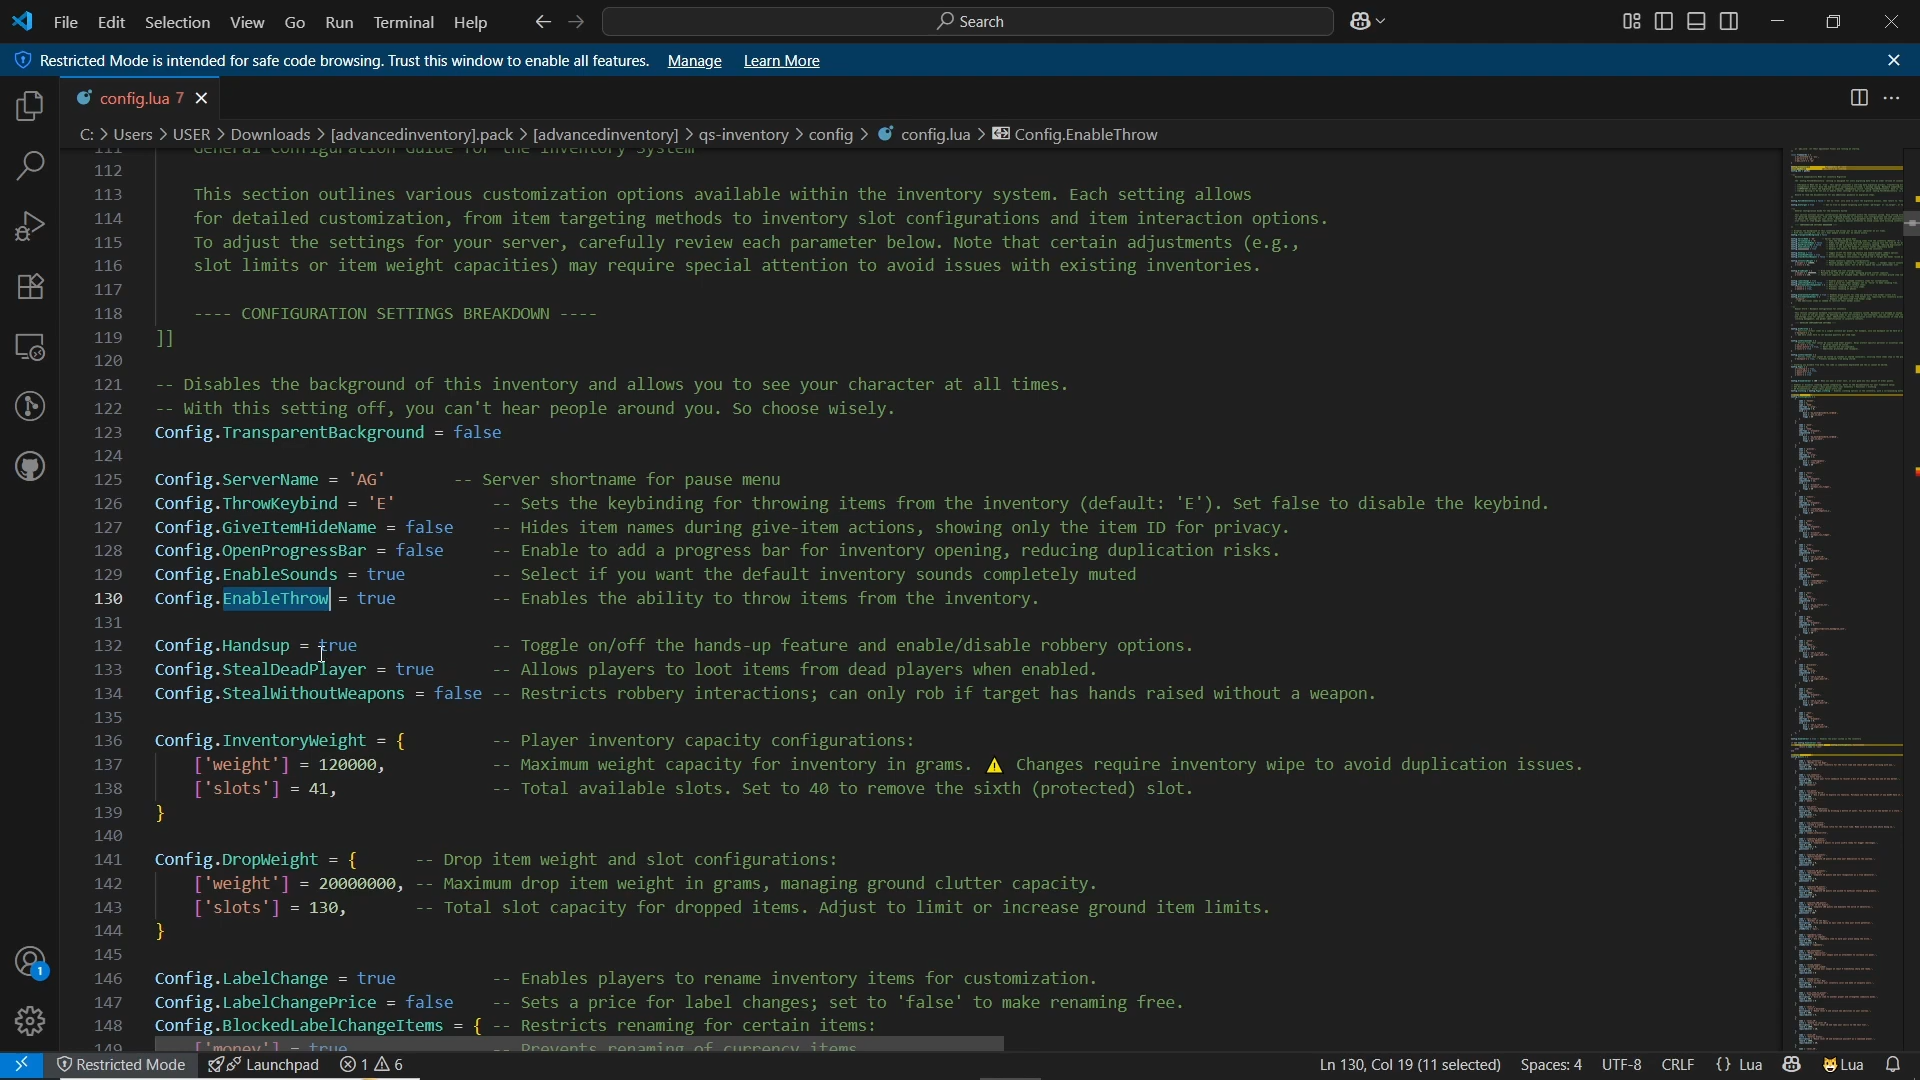 File Edit Selection View Go Run Terminal Help Search
Restricted Mode is intended for safe code browsing. Trust this window to enable all features. Manage Learn More
config.lua 7
C: > Users > USER > Downloads > [advancedinventory].pack > [advancedinventory] > qs-inventory > config > config.lua > Config.EnableThrow
111 General Configuration Guide for the Inventory System
112
113 This section outlines various customization options available within the inventory system. Each setting allows
114 for detailed customization, from item targeting methods to inventory slot configurations and item interaction options.
115 To adjust the settings for your server, carefully review each parameter below. Note that certain adjustments (e.g.,
116 slot limits or item weight capacities) may require special attention to avoid issues with existing inventories.
117
118 ---- CONFIGURATION SETTINGS BREAKDOWN ----
119 ]]
120
121 -- Disables the background of this inventory and allows you to see your character at all times.
122 -- With this setting off, you can't hear people around you. So choose wisely.
123 Config.TransparentBackground = false
124
125 Config.ServerName = 'AG' -- Server shortname for pause menu
126 Config.ThrowKeybind = 'E' -- Sets the keybinding for throwing items from the inventory (default: 'E'). Set false to disable the keybind.
127 Config.GiveItemHideName = false -- Hides item names during give-item actions, showing only the item ID for privacy.
128 Config.OpenProgressBar = false -- Enable to add a progress bar for inventory opening, reducing duplication risks.
129 Config.EnableSounds = true -- Select if you want the default inventory sounds completely muted
130 Config.EnableThrow = true -- Enables the ability to throw items from the inventory.
131
132 Config.Handsup = true -- Toggle on/off the hands-up feature and enable/disable robbery options.
133 Config.StealDeadPlayer = true -- Allows players to loot items from dead players when enabled.
134 Config.StealWithoutWeapons = false -- Restricts robbery interactions; can only rob if target has hands raised without a weapon.
135
136 Config.InventoryWeight = { -- Player inventory capacity configurations:
137 ['weight'] = 120000, -- Maximum weight capacity for inventory in grams. ⚠ Changes require inventory wipe to avoid duplication issues.
138 ['slots'] = 41, -- Total available slots. Set to 40 to remove the sixth (protected) slot.
139 }
140
141 Config.DropWeight = { -- Drop item weight and slot configurations:
142 ['weight'] = 20000000, -- Maximum drop item weight in grams, managing ground clutter capacity.
143 ['slots'] = 130, -- Total slot capacity for dropped items. Adjust to limit or increase ground item limits.
144 }
145
146 Config.LabelChange = true -- Enables players to rename inventory items for customization.
147 Config.LabelChangePrice = false -- Sets a price for label changes; set to 'false' to make renaming free.
148 Config.BlockedLabelChangeItems = { -- Restricts renaming for certain items:
149 ['money'] = true -- Prevents renaming of currency items
1
Restricted Mode Launchpad 1 6 Ln 130, Col 19 (11 selected) Spaces: 4 UTF-8 CRLF {} Lua Lua